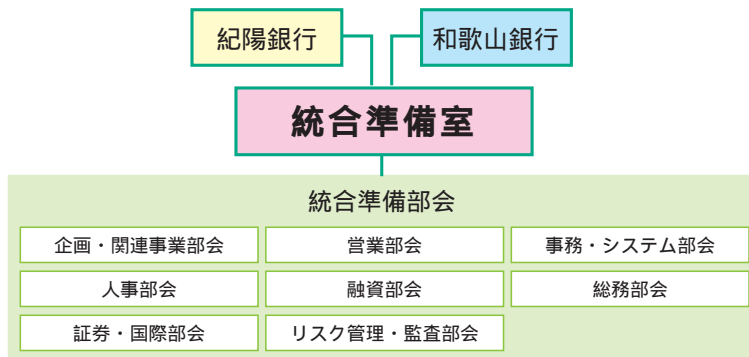 紀陽銀行
和歌山銀行
統合準備室
統合準備部会
企画・関連事業部会
営業部会
事務・システム部会
人事部会
融資部会
総務部会
証券・国際部会
リスク管理・監査部会